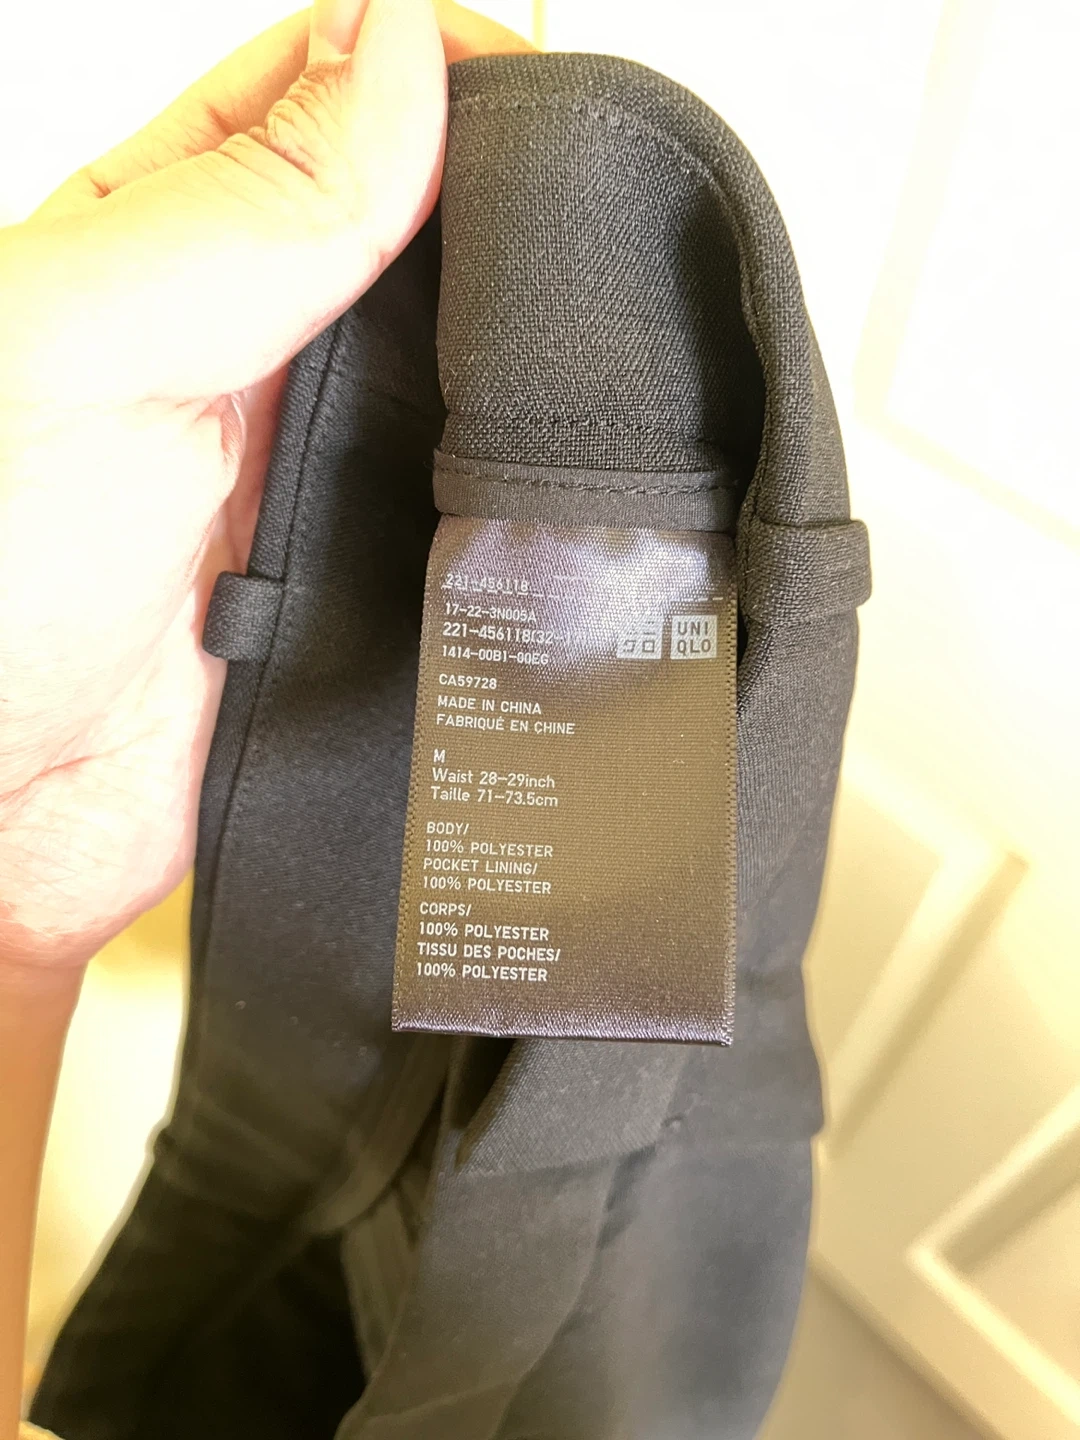 221-456118
17-22-3N005A
221-456118(32-
1414-00B1-00EG
UNI
QLO
CA59728
MADE IN CHINA
FABRIQUÉ EN CHINE
M
Waist 28-29inch
Taille 71-73.5cm
BODY/
100% POLYESTER
POCKET LINING/
100% POLYESTER
CORPS/
100% POLYESTER
TISSU DES POCHES/
100% POLYESTER